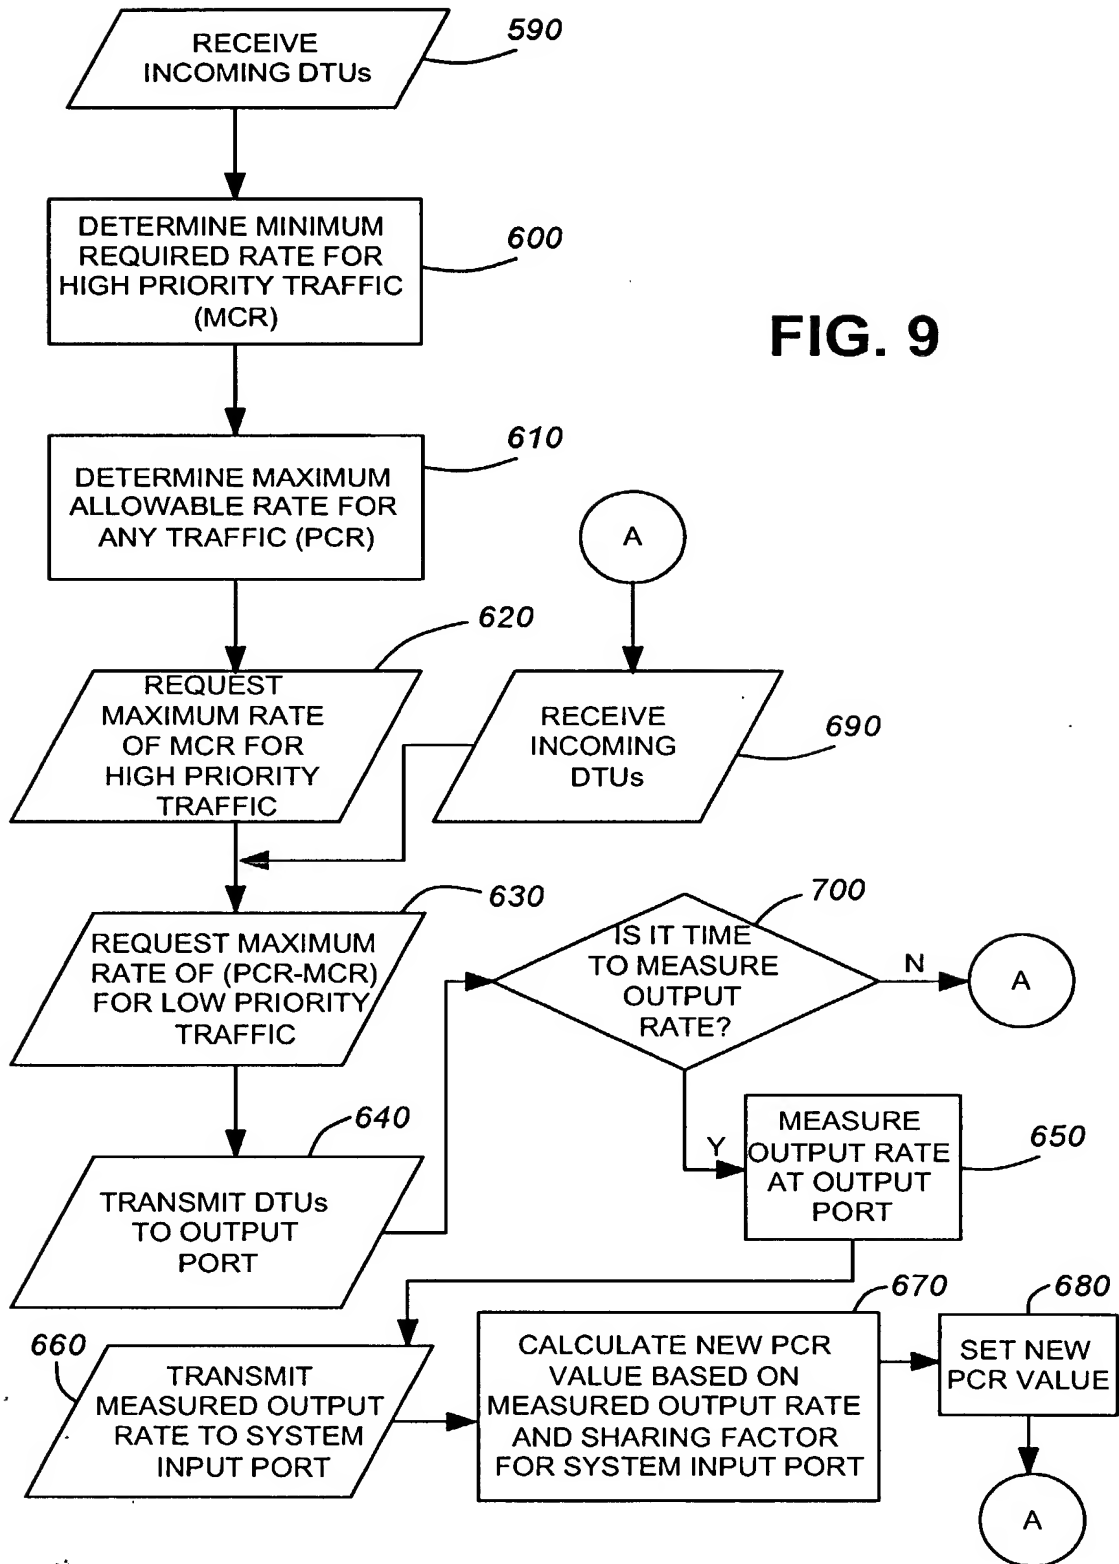 RECEIVE
INCOMING DTUs
590
DETERMINE MINIMUM
REQUIRED RATE FOR
HIGH PRIORITY TRAFFIC
(MCR)
600
FIG. 9
DETERMINE MAXIMUM
ALLOWABLE RATE FOR
ANY TRAFFIC (PCR)
610
A
REQUEST
MAXIMUM RATE
OF MCR FOR
HIGH PRIORITY
TRAFFIC
620
RECEIVE
INCOMING
DTUs
690
REQUEST MAXIMUM
RATE OF (PCR-MCR)
FOR LOW PRIORITY
TRAFFIC
630
IS IT TIME
TO MEASURE
OUTPUT
RATE?
700
N
A
Y
TRANSMIT DTUs
TO OUTPUT
PORT
640
MEASURE
OUTPUT RATE
AT OUTPUT
PORT
650
660
TRANSMIT
MEASURED OUTPUT
RATE TO SYSTEM
INPUT PORT
670
CALCULATE NEW PCR
VALUE BASED ON
MEASURED OUTPUT RATE
AND SHARING FACTOR
FOR SYSTEM INPUT PORT
680
SET NEW
PCR VALUE
A